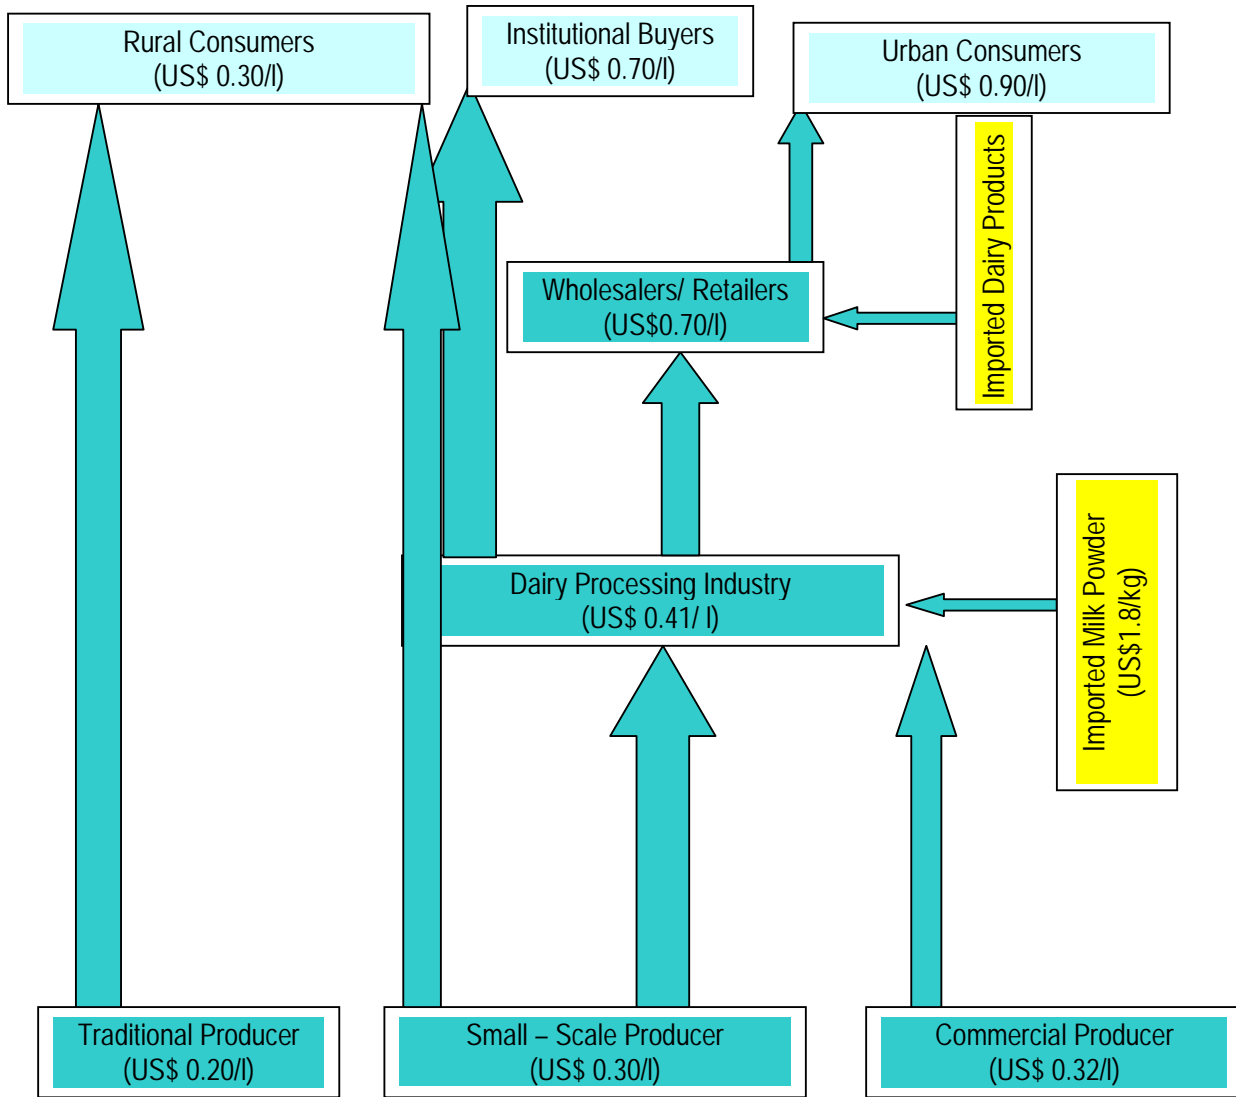 Rural Consumers
(US$ 0.30/l)
Institutional Buyers
(US$ 0.70/l)
Urban Consumers
(US$ 0.90/l)
Imported Dairy Products
Wholesalers/ Retailers
(US$0.70/l)
Dairy Processing Industry
(US$ 0.41/ l)
Imported Milk Powder
(US$1.8/kg)
Traditional Producer
(US$ 0.20/l)
Small – Scale Producer
(US$ 0.30/l)
Commercial Producer
(US$ 0.32/l)